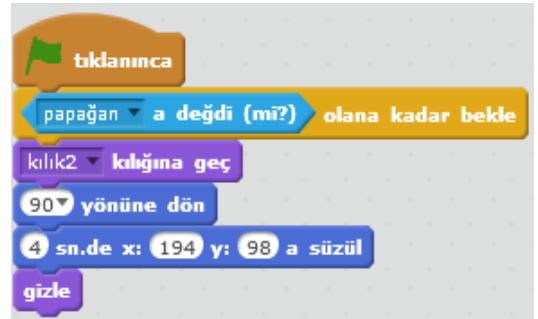 tıklanınca
papağan a değdi (mi?) olana kadar bekle
kılık2 kılığına geç
90 yönüne dön
4 sn.de x: 194 y: 98 a süzül
gizle